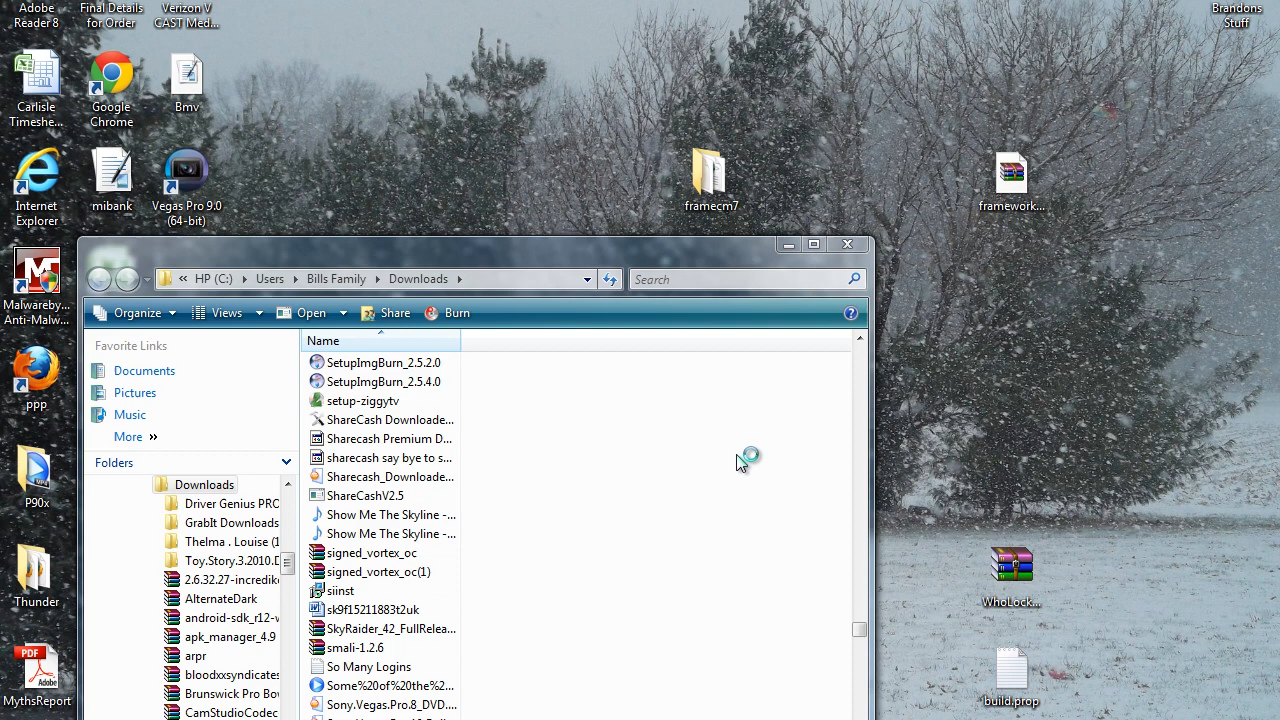 Adobe
Reader 8
Final Details
for Order
Verizon V
CAST Med...
Brandons
Stuff
Carlisle
Timeshe...
Google
Chrome
Bmv
Internet
Explorer
mibank
Vegas Pro 9.0
(64-bit)
framecm7
framework...
Malwareby...
Anti-Malw...
ppp
P90x
Thunder
MythsReport
WhoLock...
build.prop
HP (C:)
Users
Bills Family
Downloads
Search
Organize
Views
Open
Share
Burn
Favorite Links
Documents
Pictures
Music
More »
Folders
Downloads
Driver Genius PRO
GrabIt Downloads
Thelma . Louise (1
Toy.Story.3.2010.D
2.6.32.27-incredik
AlternateDark
android-sdk_r12-w
apk_manager_4.9
arpr
bloodxxsyndicates
Brunswick Pro Bo
CamStudioCodec
Name
SetupImgBurn_2.5.2.0
SetupImgBurn_2.5.4.0
setup-ziggytv
ShareCash Downloade...
Sharecash Premium D...
sharecash say bye to s...
Sharecash_Downloade...
ShareCashV2.5
Show Me The Skyline -...
Show Me The Skyline -...
signed_vortex_oc
signed_vortex_oc(1)
siinst
sk9f15211883t2uk
SkyRaider_42_FullRelea...
smali-1.2.6
So Many Logins
Some%20of%20the%2...
Sony.Vegas.Pro.8_DVD....